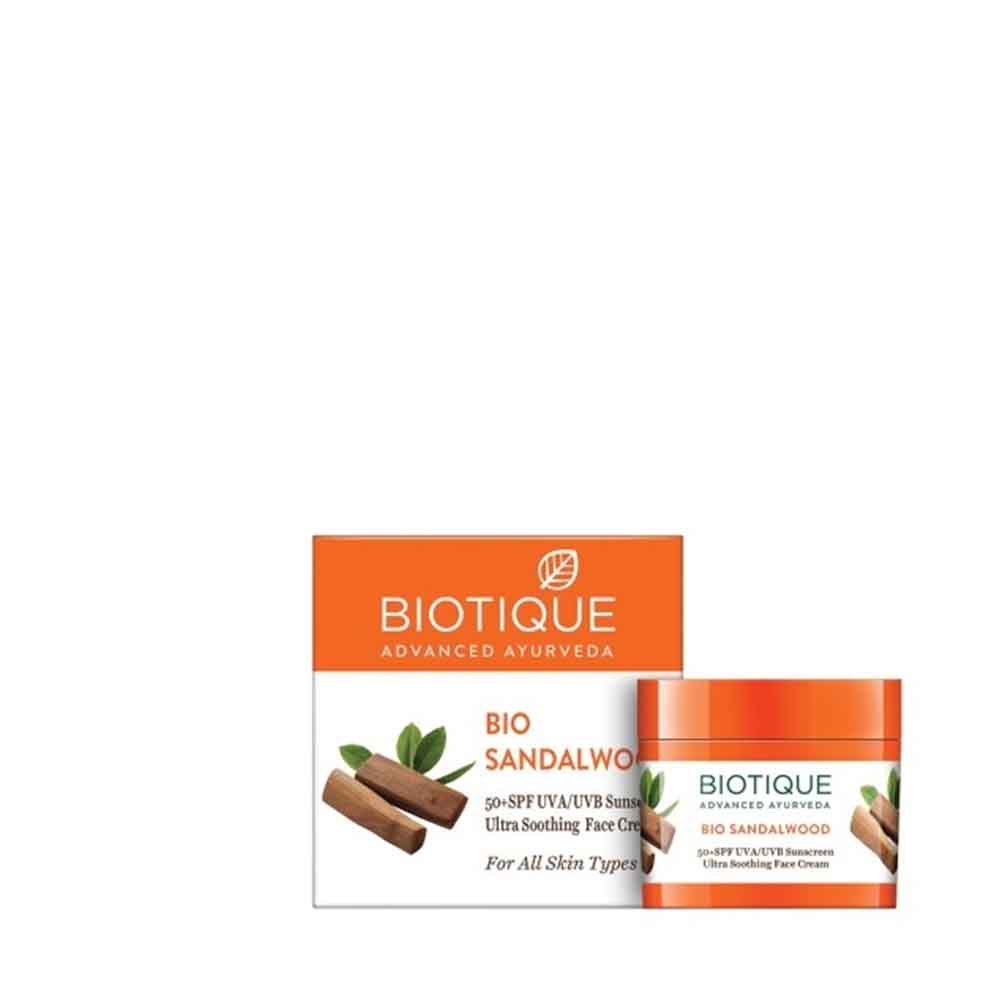 BIOTIQUE
ADVANCED AYURVEDA
BIO
SANDALWOO
50+SPF UVA/UVB Sunsc
Ultra Soothing Face Cre
For All Skin Types
BIOTIQUE
ADVANCED AYURVEDA
BIO SANDALWOOD
50+SPF UVA/UVB Sunscreen
Ultra Soothing Face Cream